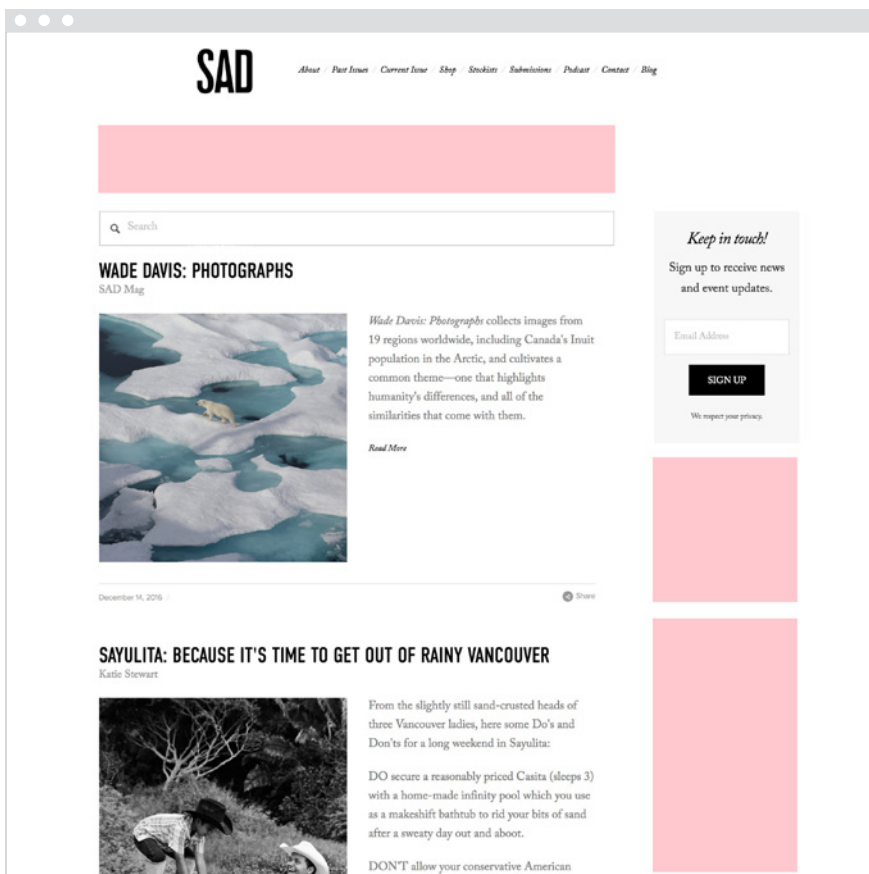 SAD
About / Past Issues / Current Issue / Shop / Stockists / Submissions / Podcast / Contact / Blog
Search
WADE DAVIS: PHOTOGRAPHS
SAD Mag
Wade Davis: Photographs collects images from
19 regions worldwide, including Canada's Inuit
population in the Arctic, and cultivates a
common theme—one that highlights
humanity's differences, and all of the
similarities that come with them.
Read More
December 14, 2016 /
Share
Keep in touch!
Sign up to receive news
and event updates.
Email Address
SIGN UP
We respect your privacy.
SAYULITA: BECAUSE IT'S TIME TO GET OUT OF RAINY VANCOUVER
Katie Stewart
From the slightly still sand-crusted heads of
three Vancouver ladies, here some Do's and
Don'ts for a long weekend in Sayulita:
DO secure a reasonably priced Casita (sleeps 3)
with a home-made infinity pool which you use
as a makeshift bathtub to rid your bits of sand
after a sweaty day out and aboot.
DON'T allow your conservative American